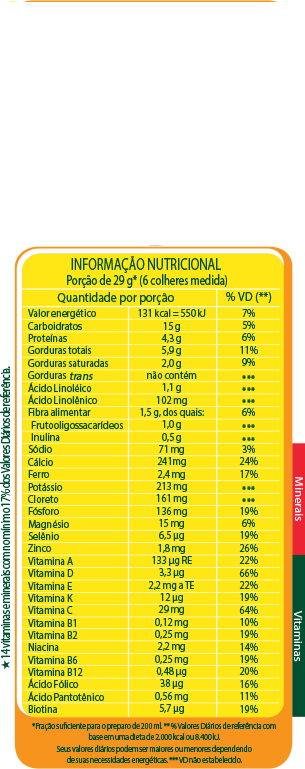 INFORMAÇÃO NUTRICIONAL
Porção de 29 g* (6 colheres medida)
Quantidade por porção % VD (**)
Valor energético 131 kcal = 550 kJ 7%
Carboidratos 15 g 5%
Proteínas 4,3 g 6%
Gorduras totais 5,9 g 11%
Gorduras saturadas 2,0 g 9%
Gorduras trans não contém ***
Ácido Linoléico 1,1 g ***
Ácido Linolênico 102 mg ***
Fibra alimentar 1,5 g, dos quais: 6%
Frutooligossacarídeos 1,0 g ***
Inulina 0,5 g ***
Sódio 71 mg 3%
Cálcio 241mg 24%
Ferro 2,4 mg 17%
Potássio 213 mg ***
Cloreto 161 mg ***
Fósforo 136 mg 19%
Magnésio 15 mg 6%
Selênio 6,5 µg 19%
Zinco 1,8 mg 26%
Vitamina A 133 µg RE 22%
Vitamina D 3,3 µg 66%
Vitamina E 2,2 mg a TE 22%
Vitamina K 12 µg 19%
Vitamina C 29 mg 64%
Vitamina B1 0,12 mg 10%
Vitamina B2 0,25 mg 19%
Niacina 2,2 mg 14%
Vitamina B6 0,25 mg 19%
Vitamina B12 0,48 µg 20%
Ácido Fólico 38 µg 16%
Ácido Pantotênico 0,56 mg 11%
Biotina 5,7 µg 19%
*Fração suficiente para o preparo de 200 ml. ** % Valores Diários de referência com
base em uma dieta de 2.000 kcal ou 8.400 kJ.
Seus valores diários podem ser maiores ou menores dependendo
de suas necessidades energéticas. *** VD não estabelecido.
★ 14 vitaminas e minerais com no mínimo 17% dos Valores Diários de referência.
Minerais
Vitaminas